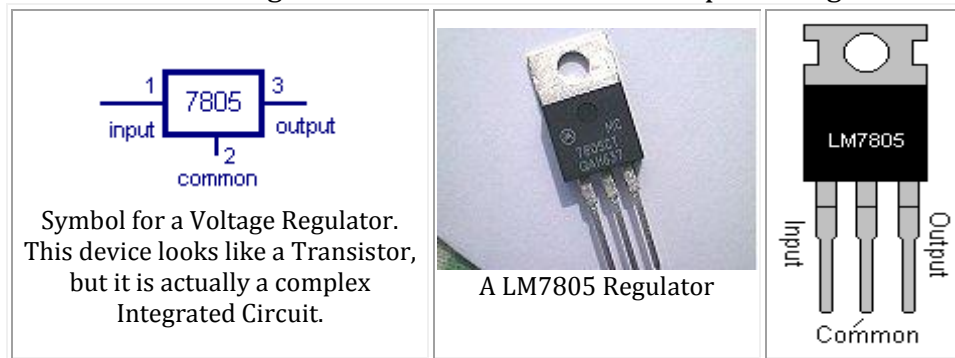 1
7805
3
input
output
2
common
Symbol for a Voltage Regulator.
This device looks like a Transistor,
but it is actually a complex
Integrated Circuit.
MC
7805CT
QAH637
A LM7805 Regulator
LM7805
Input
Output
Common